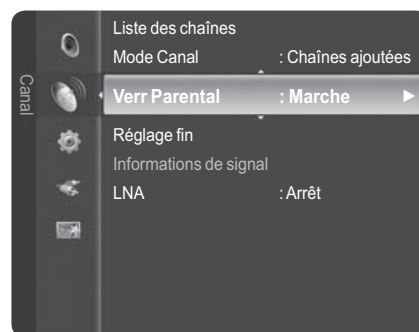 Canal
Liste des chaînes
Mode Canal : Chaînes ajoutées
Verr Parental : Marche
Réglage fin
Informations de signal
LNA : Arrêt